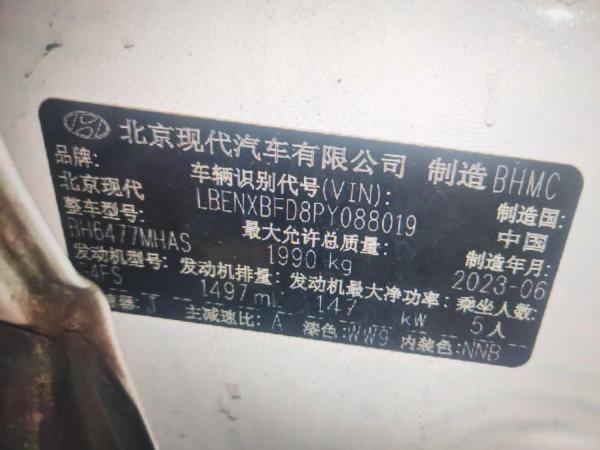 北京现代汽车有限公司 制造 BHMC
品牌: 车辆识别代号(VIN): 制造国:
北京现代 LBENXBFD8PY088019 中国
整车型号: 最大允许总质量: 制造年月:
BH6477MHAS 1990 kg 2023-06
发动机型号: 发动机排量: 发动机最大净功率: 乘坐人数:
G4FS 1497 mL 147 kW 5人
J 主减速比: A 漆色: WW9 内装色: NNB